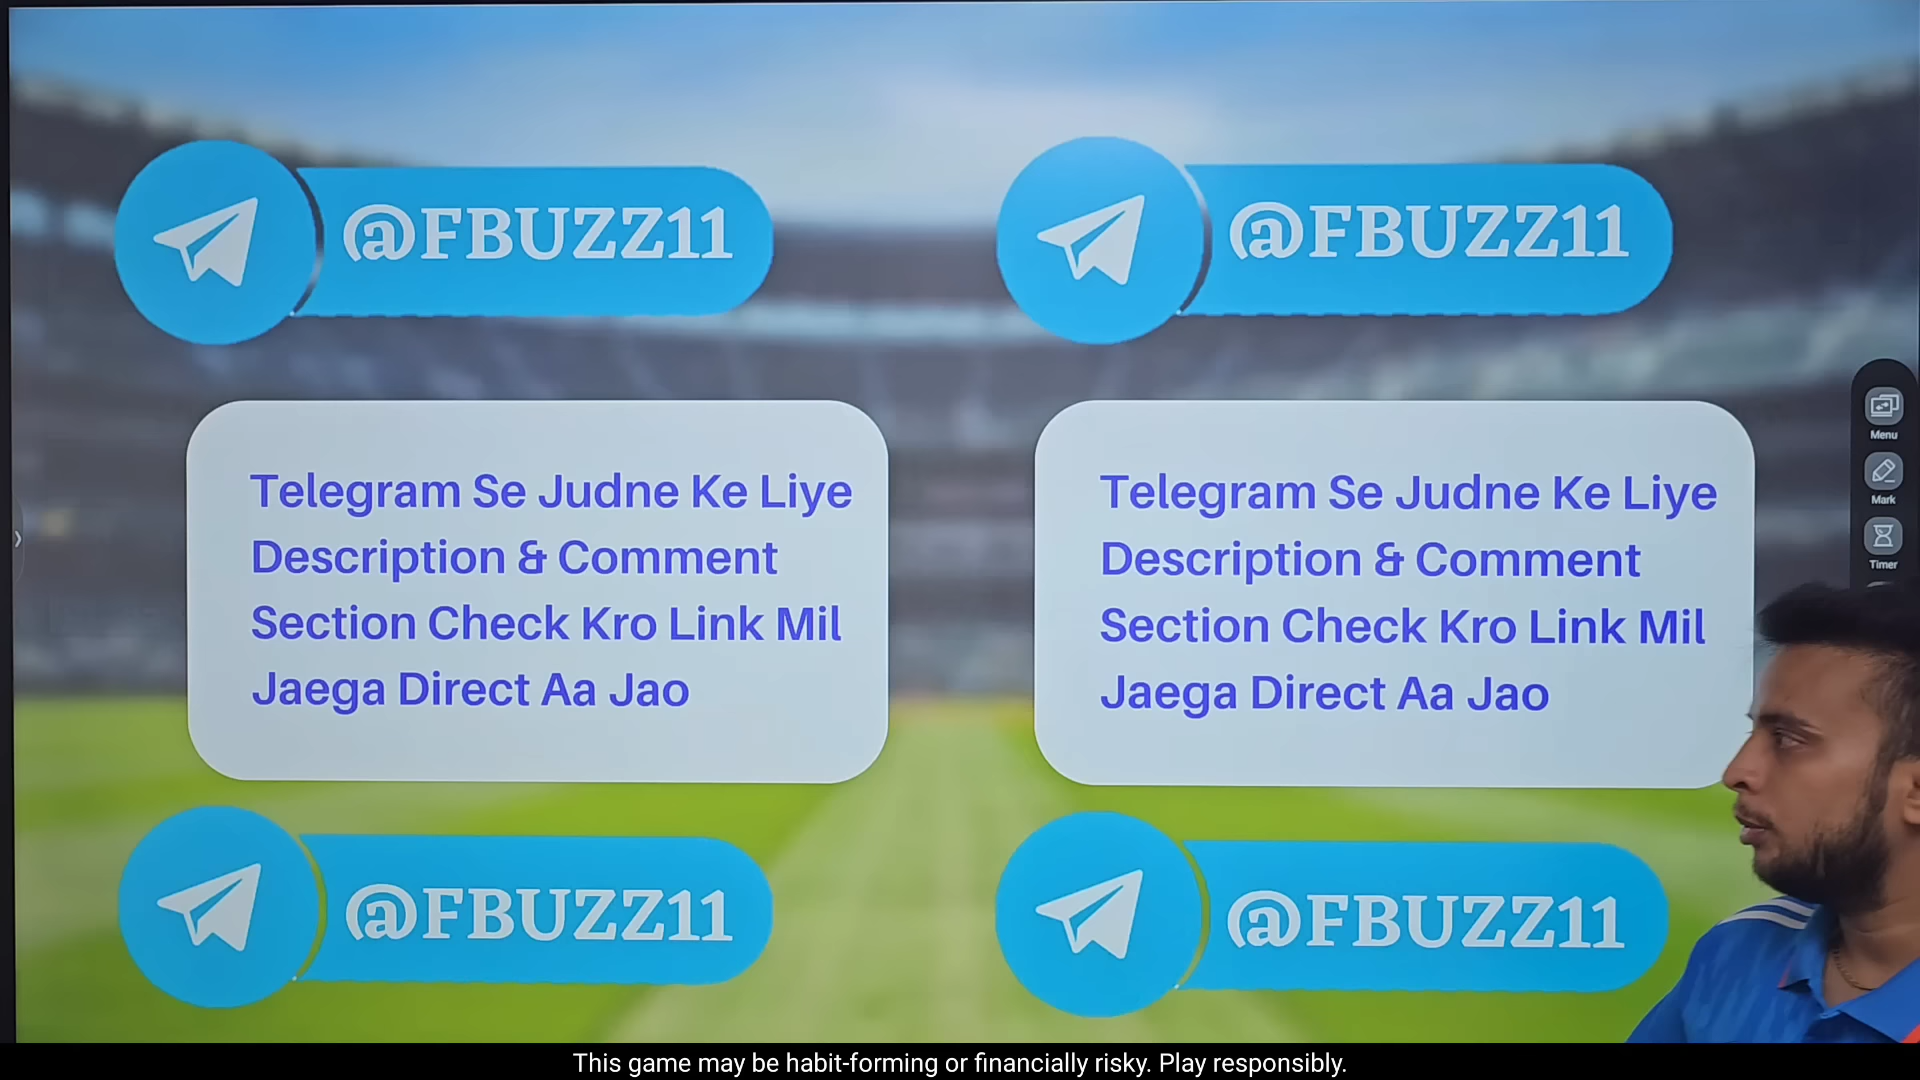 @FBUZZ11
@FBUZZ11
Telegram Se Judne Ke Liye
Description & Comment
Section Check Kro Link Mil
Jaega Direct Aa Jao
Telegram Se Judne Ke Liye
Description & Comment
Section Check Kro Link Mil
Jaega Direct Aa Jao
Menu
Mark
Timer
@FBUZZ11
@FBUZZ11
This game may be habit-forming or financially risky. Play responsibly.